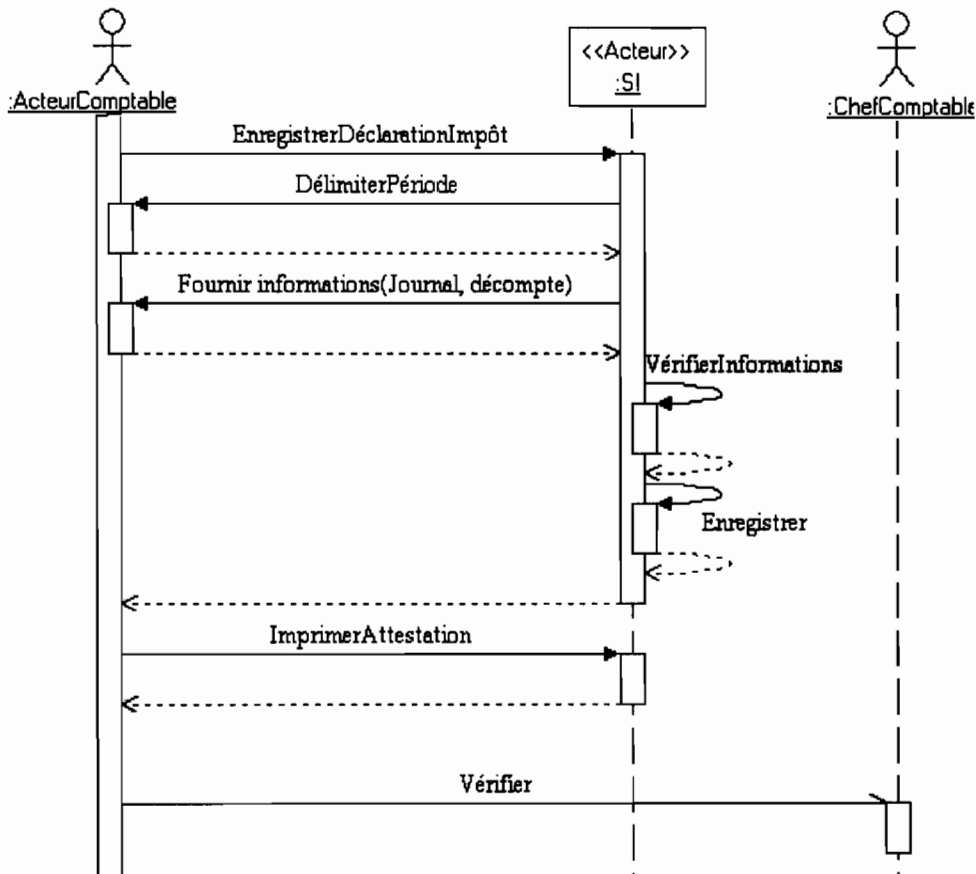 <<Acteur>>
:SI
:ActeurComptable
:ChefComptable
EnregistrerDéclarationImpôt
DélimiterPériode
Fournir informations(Journal, décompte)
VérifierInformations
Enregistrer
ImprimerAttestation
Vérifier